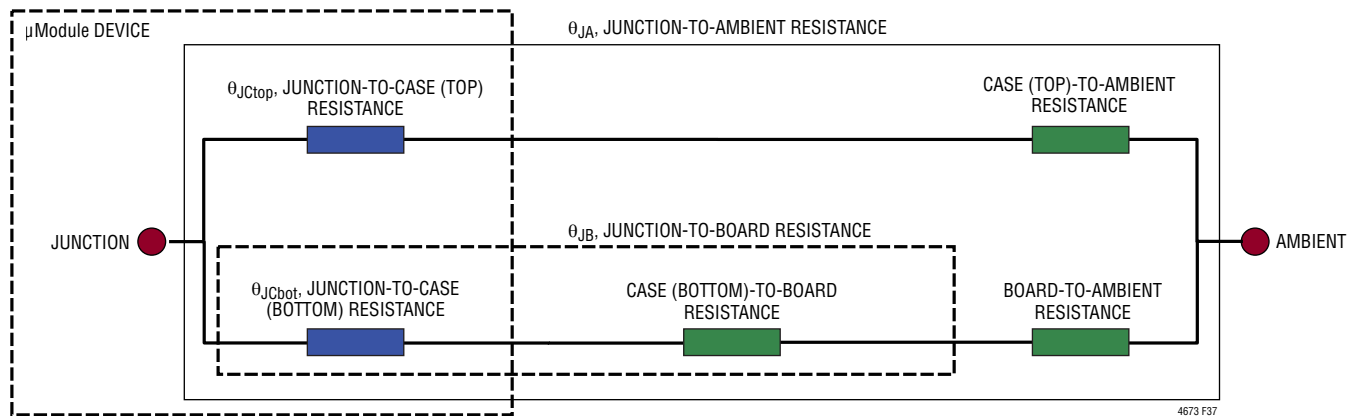 µModule DEVICE
θJA, JUNCTION-TO-AMBIENT RESISTANCE
θJCtop, JUNCTION-TO-CASE (TOP)
RESISTANCE
CASE (TOP)-TO-AMBIENT
RESISTANCE
JUNCTION
AMBIENT
θJB, JUNCTION-TO-BOARD RESISTANCE
θJCbot, JUNCTION-TO-CASE
(BOTTOM) RESISTANCE
CASE (BOTTOM)-TO-BOARD
RESISTANCE
BOARD-TO-AMBIENT
RESISTANCE
4673 F37